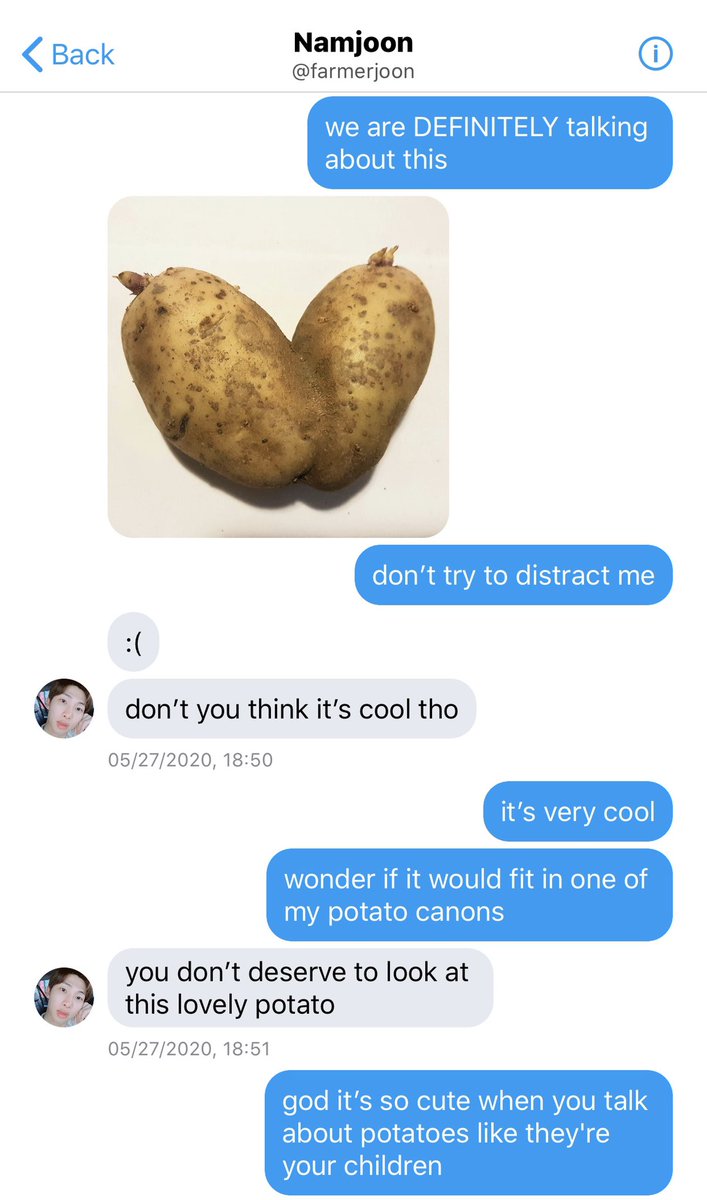 Back
Namjoon
@farmerjoon
we are DEFINITELY talking
about this
don’t try to distract me
:(
don’t you think it’s cool tho
05/27/2020, 18:50
it’s very cool
wonder if it would fit in one of
my potato canons
you don’t deserve to look at
this lovely potato
05/27/2020, 18:51
god it’s so cute when you talk
about potatoes like they're
your children